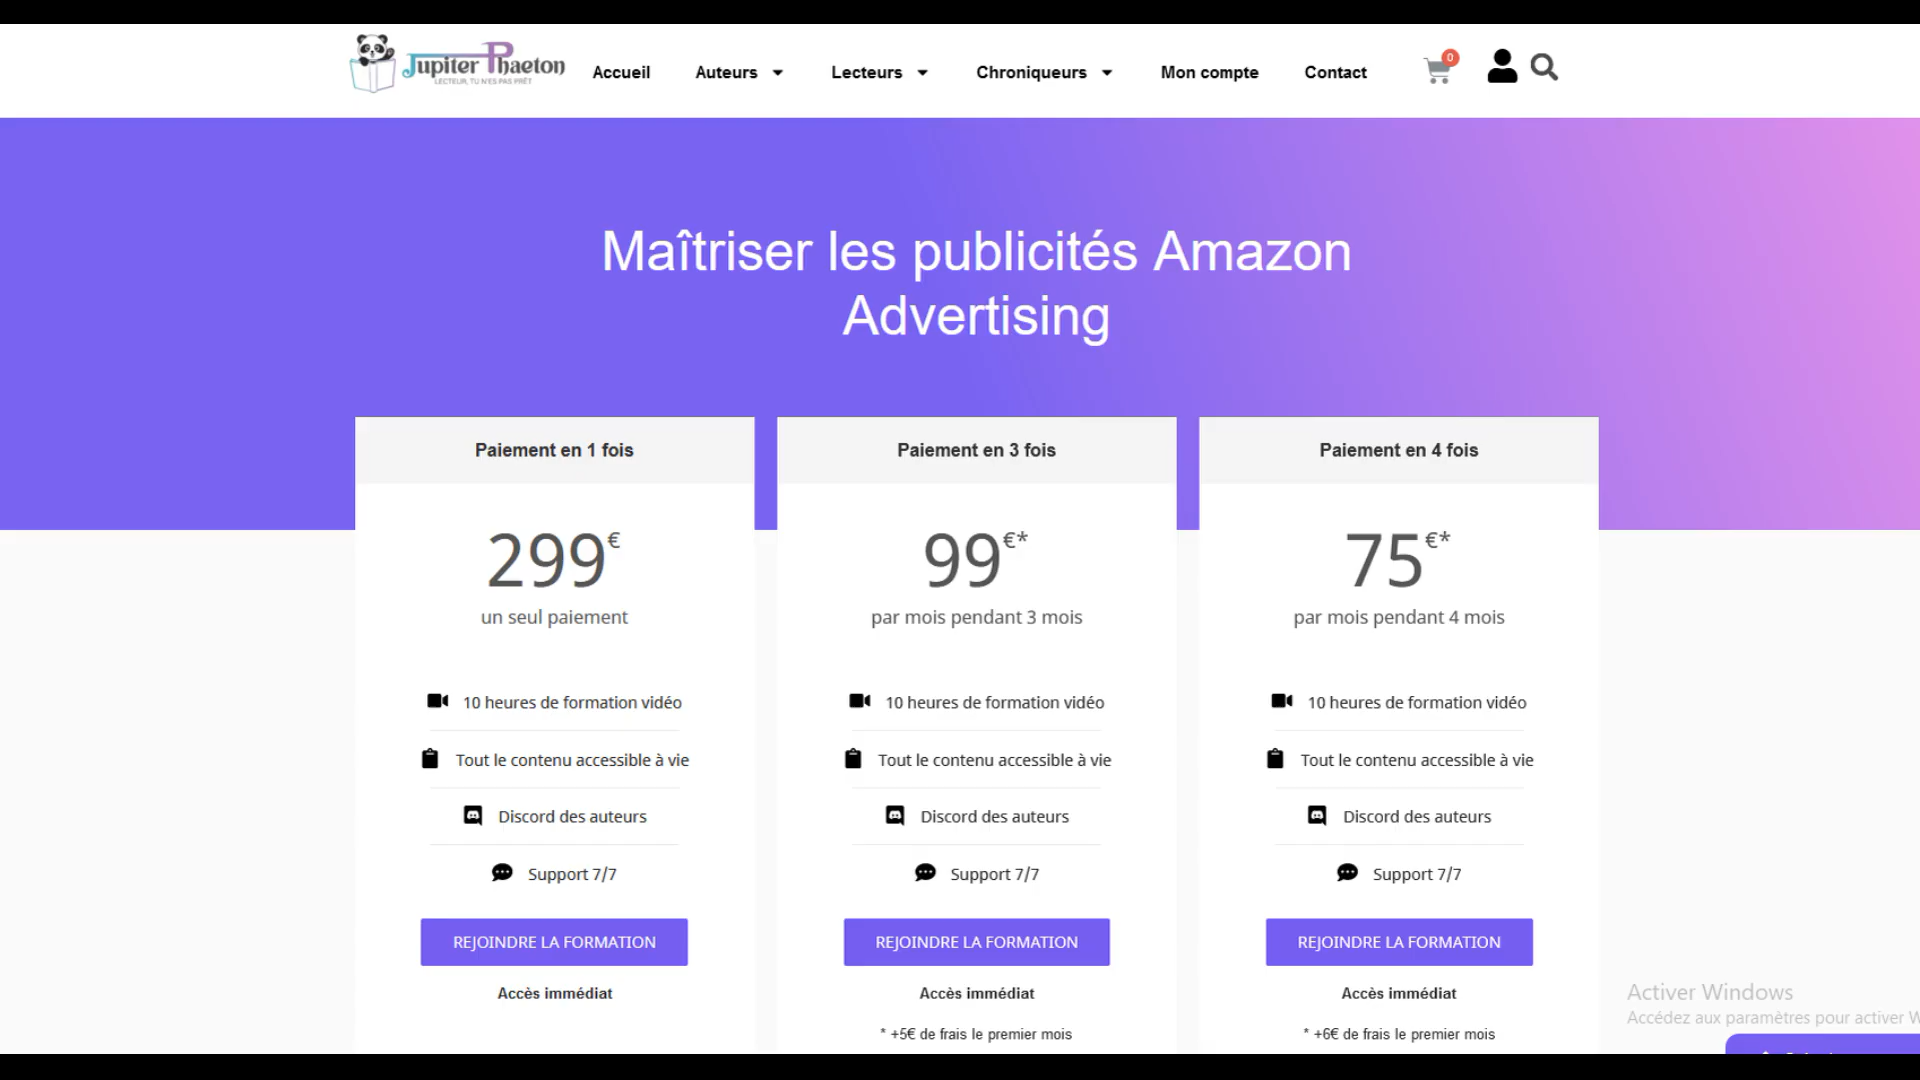 Jupiter Phaeton
LECTEUR, TU N'ES PAS PRÊT
Accueil
Auteurs
Lecteurs
Chroniqueurs
Mon compte
Contact
0
Maîtriser les publicités Amazon
Advertising
Paiement en 1 fois
299€
un seul paiement
10 heures de formation vidéo
Tout le contenu accessible à vie
Discord des auteurs
Support 7/7
REJOINDRE LA FORMATION
Accès immédiat
Paiement en 3 fois
99€*
par mois pendant 3 mois
10 heures de formation vidéo
Tout le contenu accessible à vie
Discord des auteurs
Support 7/7
REJOINDRE LA FORMATION
Accès immédiat
* +5€ de frais le premier mois
Paiement en 4 fois
75€*
par mois pendant 4 mois
10 heures de formation vidéo
Tout le contenu accessible à vie
Discord des auteurs
Support 7/7
REJOINDRE LA FORMATION
Accès immédiat
* +6€ de frais le premier mois
Activer Windows
Accédez aux paramètres pour activer W